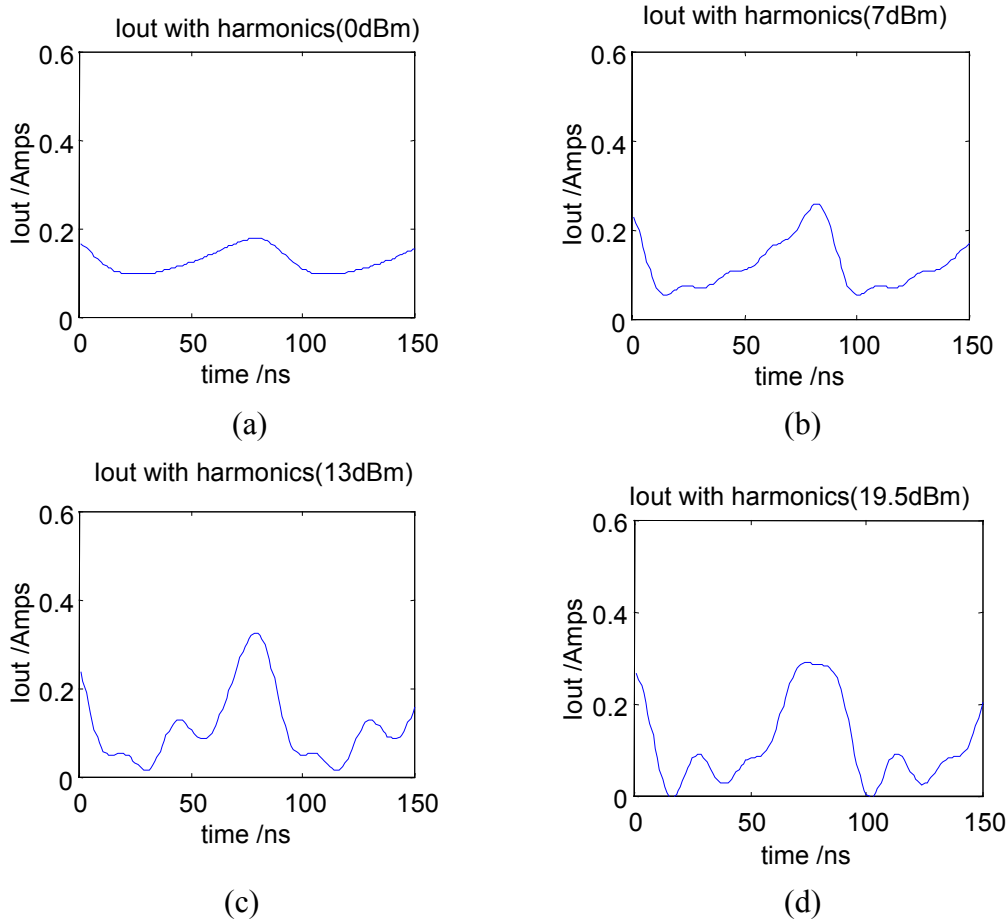 Iout with harmonics(0dBm)
0.6
0.4
0.2
0
Iout /Amps
0 50 100 150
time /ns
(a)
Iout with harmonics(7dBm)
0.6
0.4
0.2
0
Iout /Amps
0 50 100 150
time /ns
(b)
Iout with harmonics(13dBm)
0.6
0.4
0.2
0
Iout /Amps
0 50 100 150
time /ns
(c)
Iout with harmonics(19.5dBm)
0.6
0.4
0.2
0
Iout /Amps
0 50 100 150
time /ns
(d)